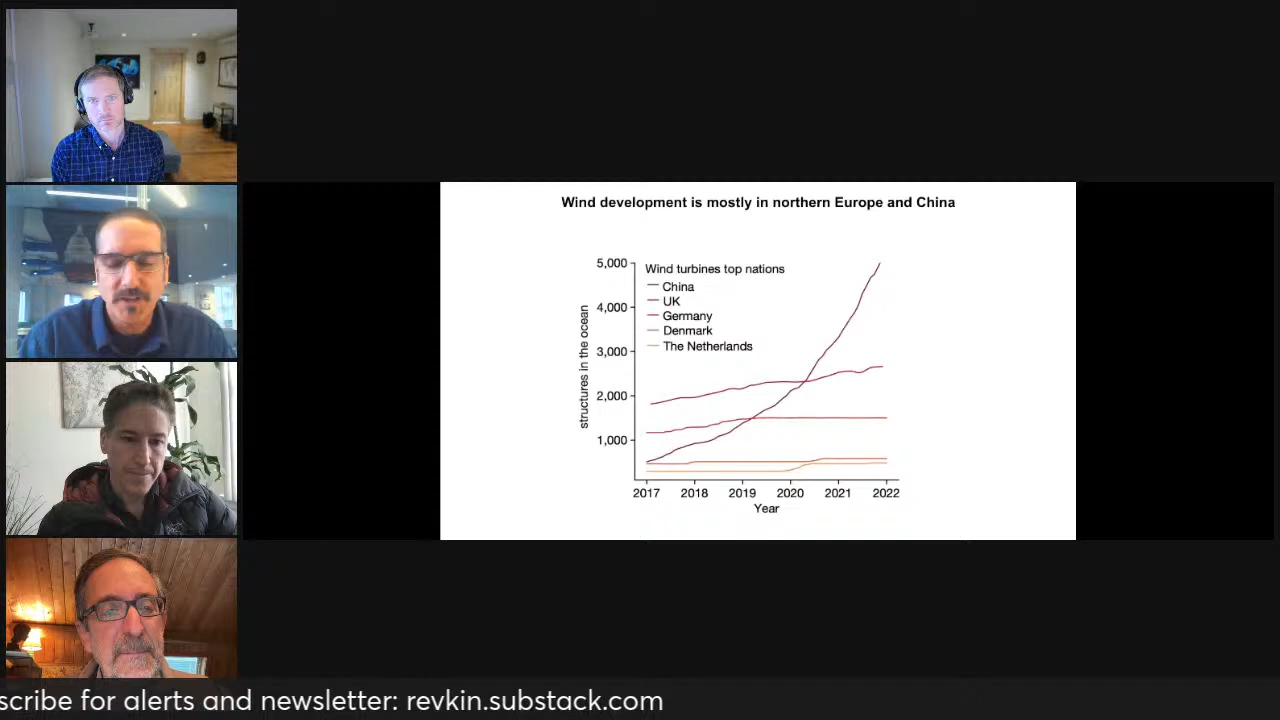 Wind development is mostly in northern Europe and China
Wind turbines top nations
China
UK
Germany
Denmark
The Netherlands
structures in the ocean
5,000
4,000
3,000
2,000
1,000
2017 2018 2019 2020 2021 2022
Year
scribe for alerts and newsletter: revkin.substack.com